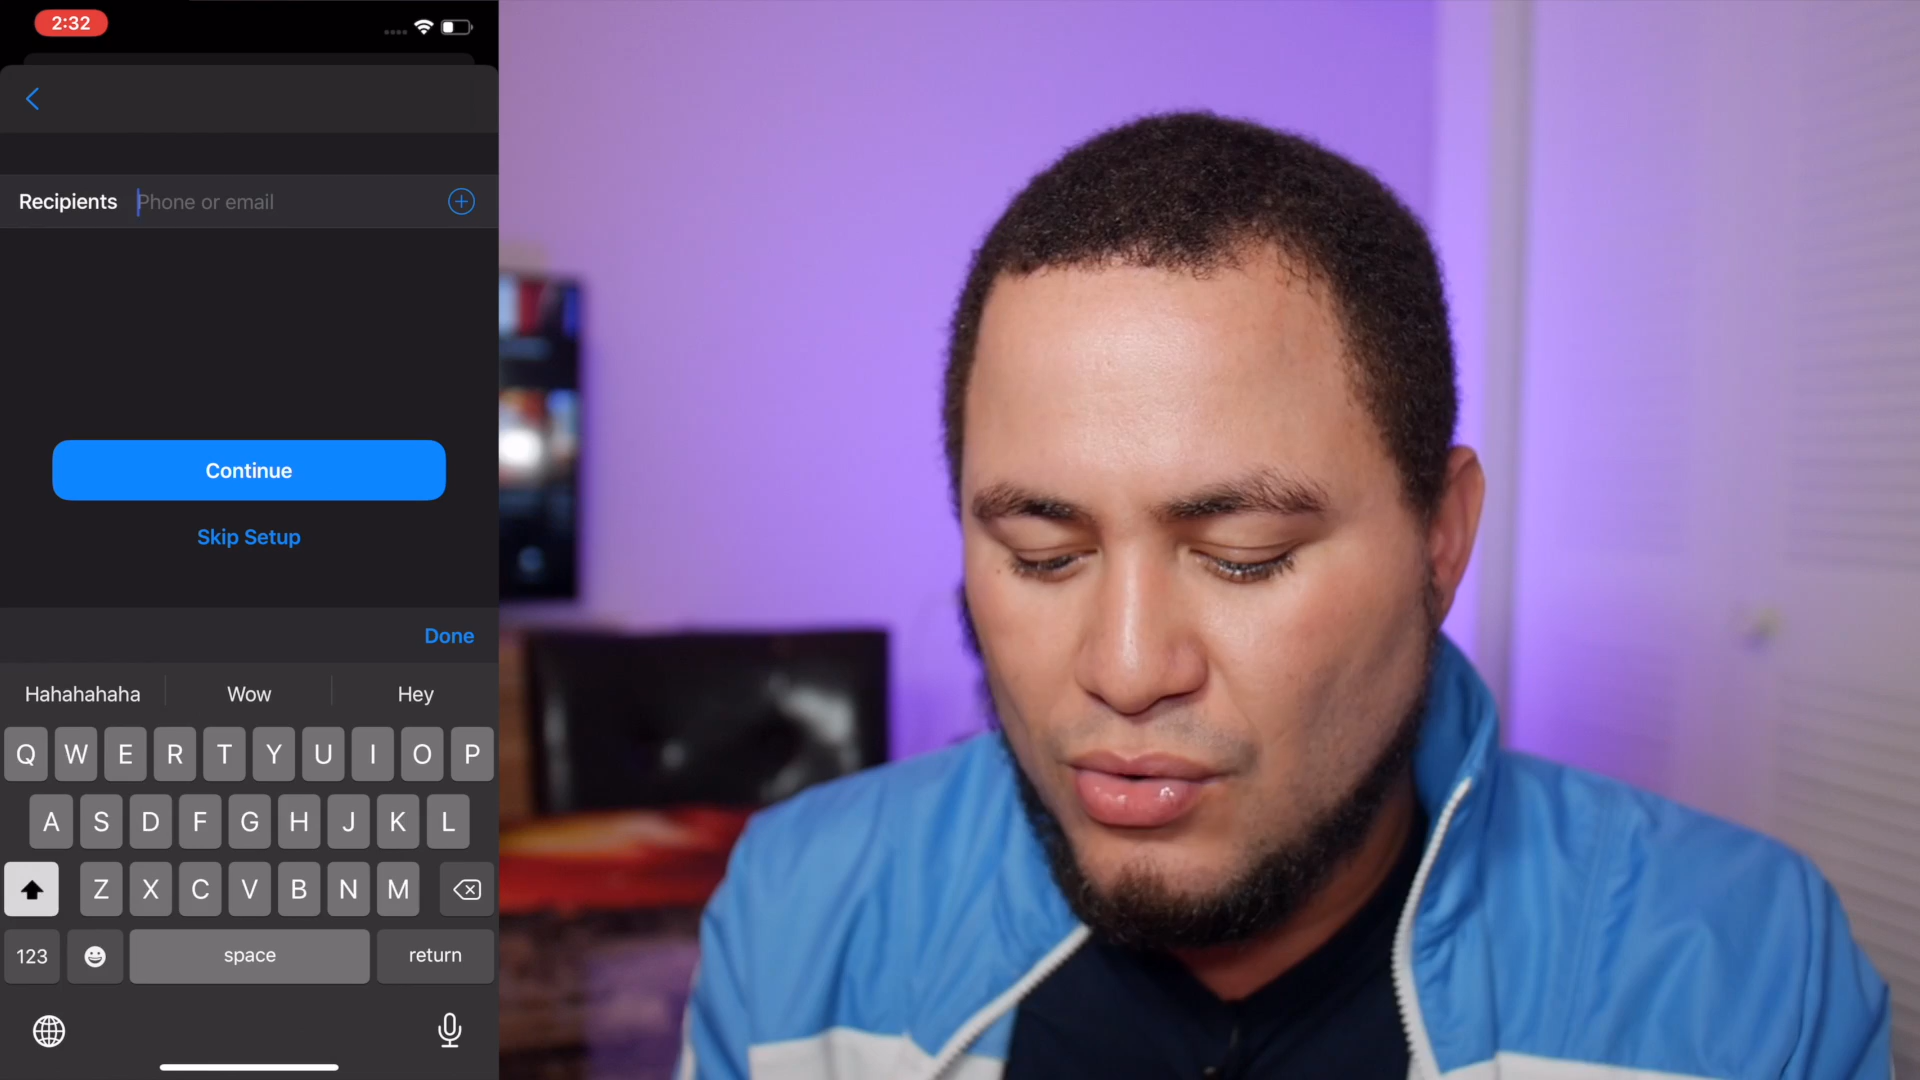 2:32
Recipients Phone or email
Continue
Skip Setup
Done
Hahahahaha Wow Hey
Q W E R T Y U I O P
A S D F G H J K L
Z X C V B N M
123 space return